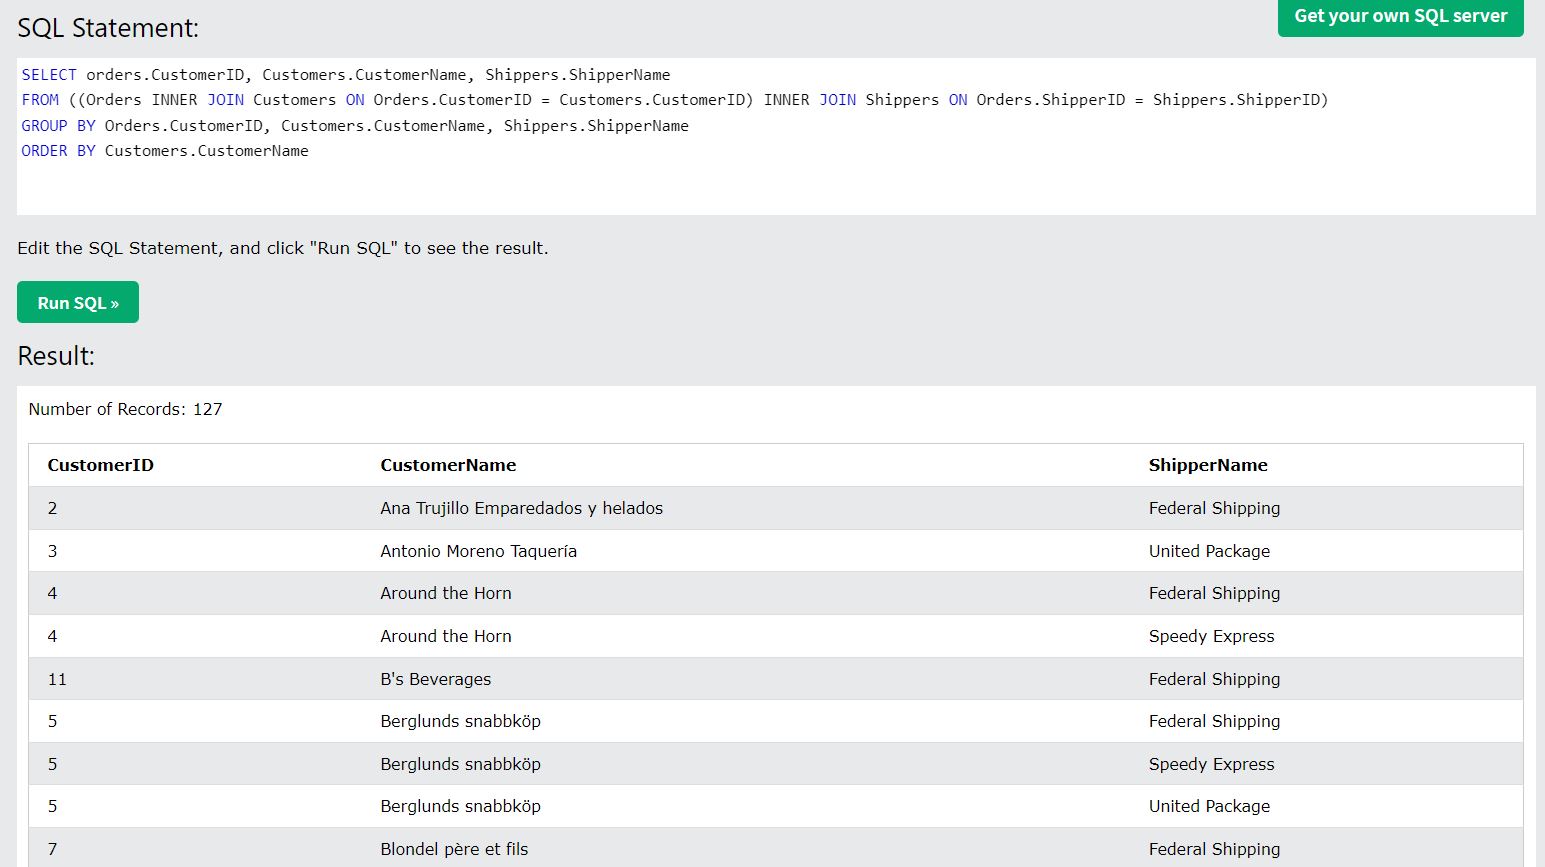 Get your own SQL server
SQL Statement:
SELECT orders.CustomerID, Customers.CustomerName, Shippers.ShipperName
FROM ((Orders INNER JOIN Customers ON Orders.CustomerID = Customers.CustomerID) INNER JOIN Shippers ON Orders.ShipperID = Shippers.ShipperID)
GROUP BY Orders.CustomerID, Customers.CustomerName, Shippers.ShipperName
ORDER BY Customers.CustomerName
Edit the SQL Statement, and click "Run SQL" to see the result.
Run SQL »
Result:
Number of Records: 127
CustomerID CustomerName ShipperName
2 Ana Trujillo Emparedados y helados Federal Shipping
3 Antonio Moreno Taquería United Package
4 Around the Horn Federal Shipping
4 Around the Horn Speedy Express
11 B's Beverages Federal Shipping
5 Berglunds snabbköp Federal Shipping
5 Berglunds snabbköp Speedy Express
5 Berglunds snabbköp United Package
7 Blondel père et fils Federal Shipping